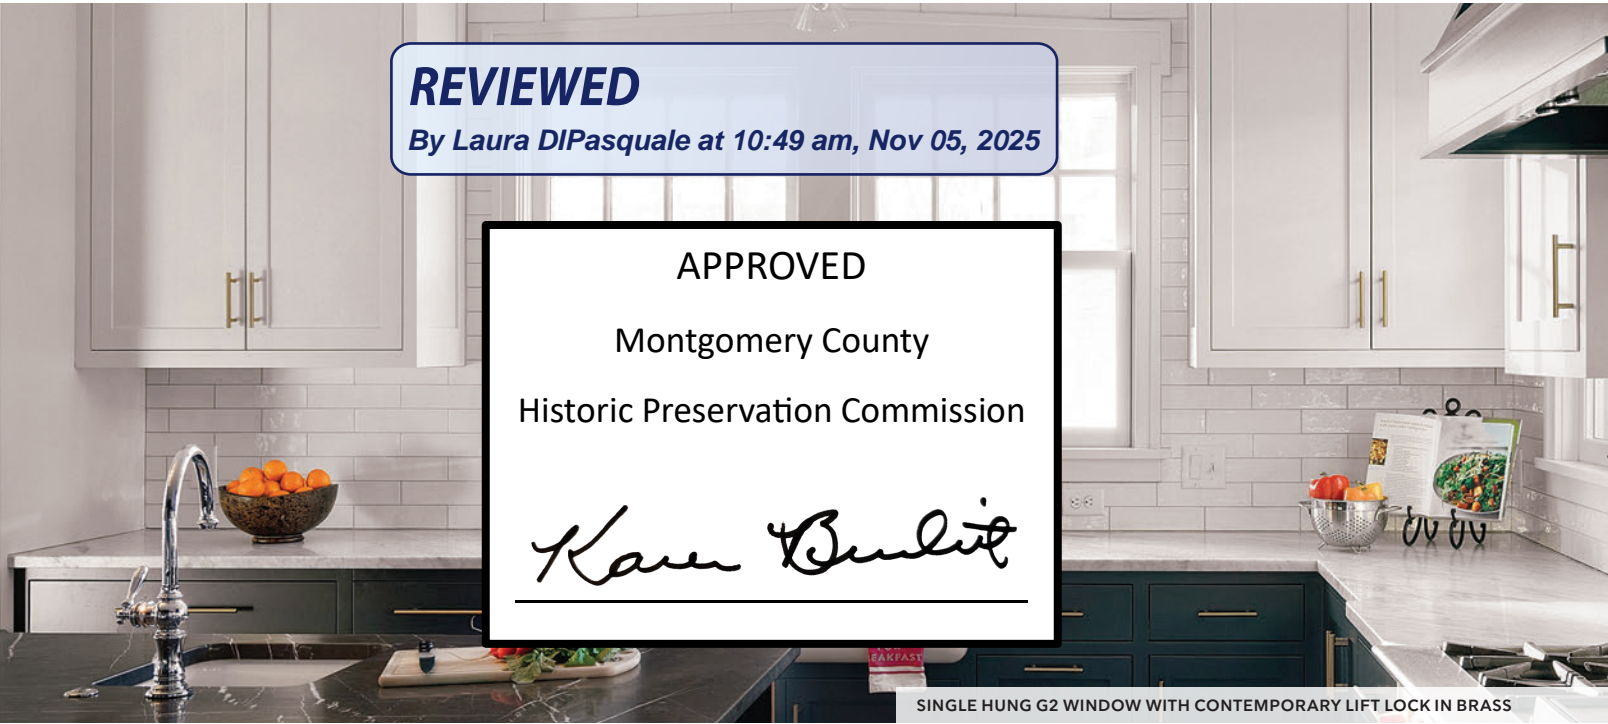 REVIEWED
By Laura DIPasquale at 10:49 am, Nov 05, 2025
APPROVED
Montgomery County
Historic Preservation Commission
EAKFAST
SINGLE HUNG G2 WINDOW WITH CONTEMPORARY LIFT LOCK IN BRASS